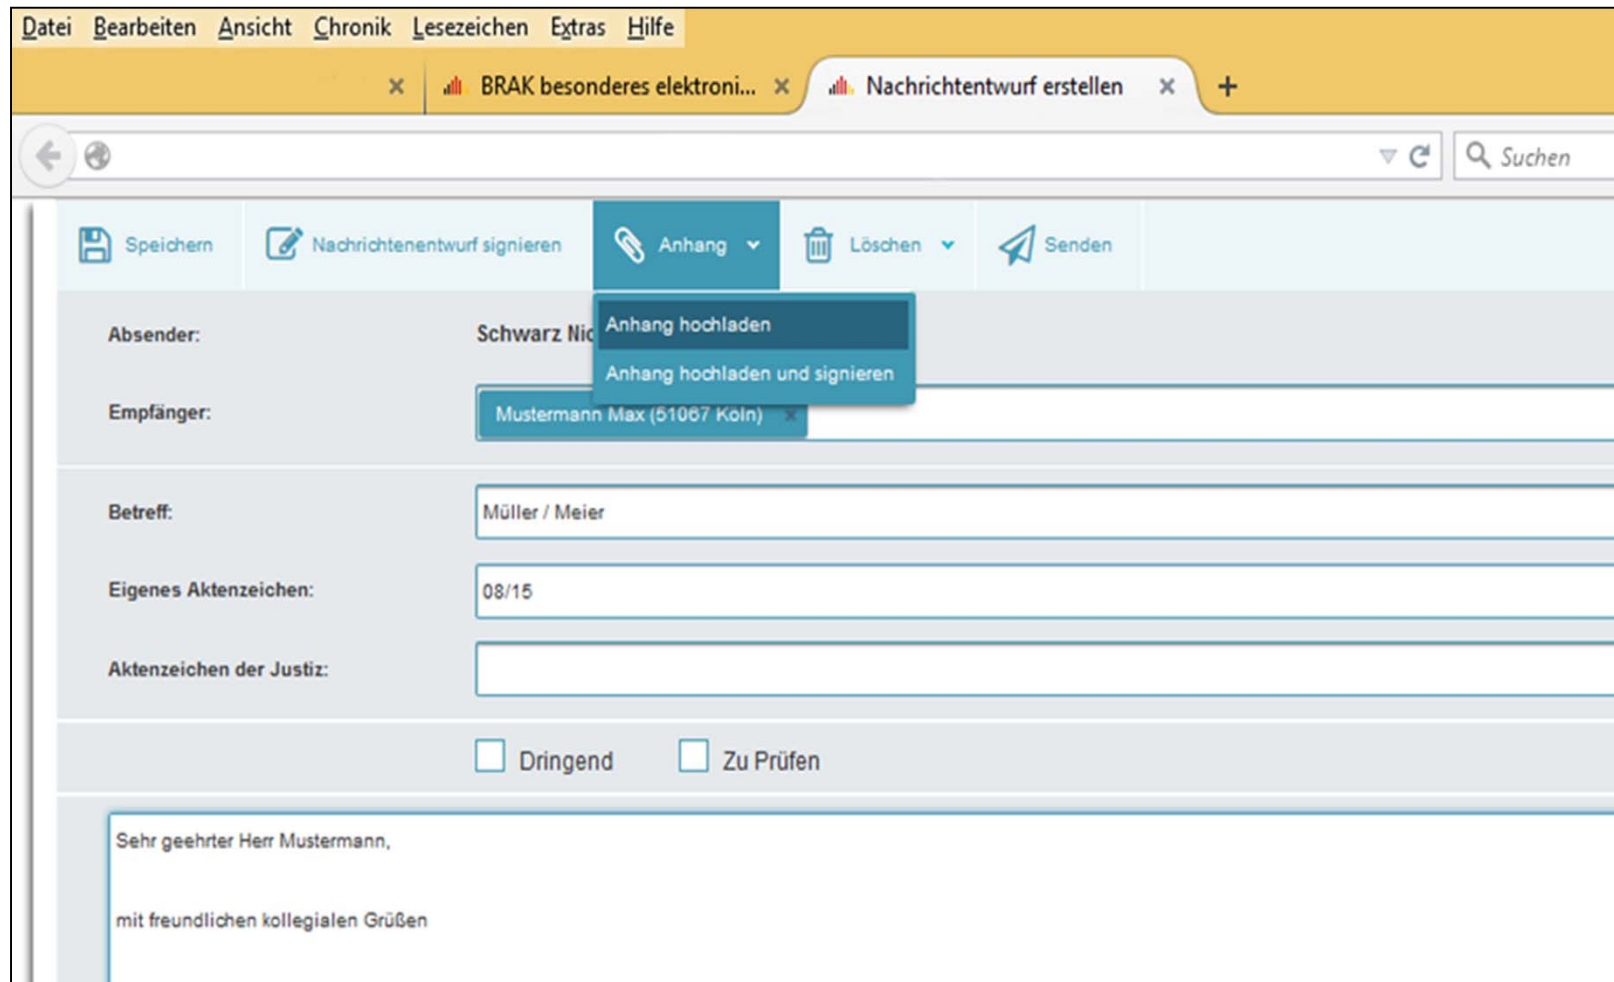 Datei Bearbeiten Ansicht Chronik Lesezeichen Extras Hilfe
BRAK besonderes elektroni... Nachrichtentwurf erstellen
Suchen
Speichern Nachrichtenentwurf signieren Anhang Löschen Senden
Absender: Schwarz Anhang hochladen
Anhang hochladen und signieren
Empfänger: Mustermann Max (51067 Köln)
Betreff: Müller / Meier
Eigenes Aktenzeichen: 08/15
Aktenzeichen der Justiz:
Dringend Zu Prüfen
Sehr geehrter Herr Mustermann,
mit freundlichen kollegialen Grüßen